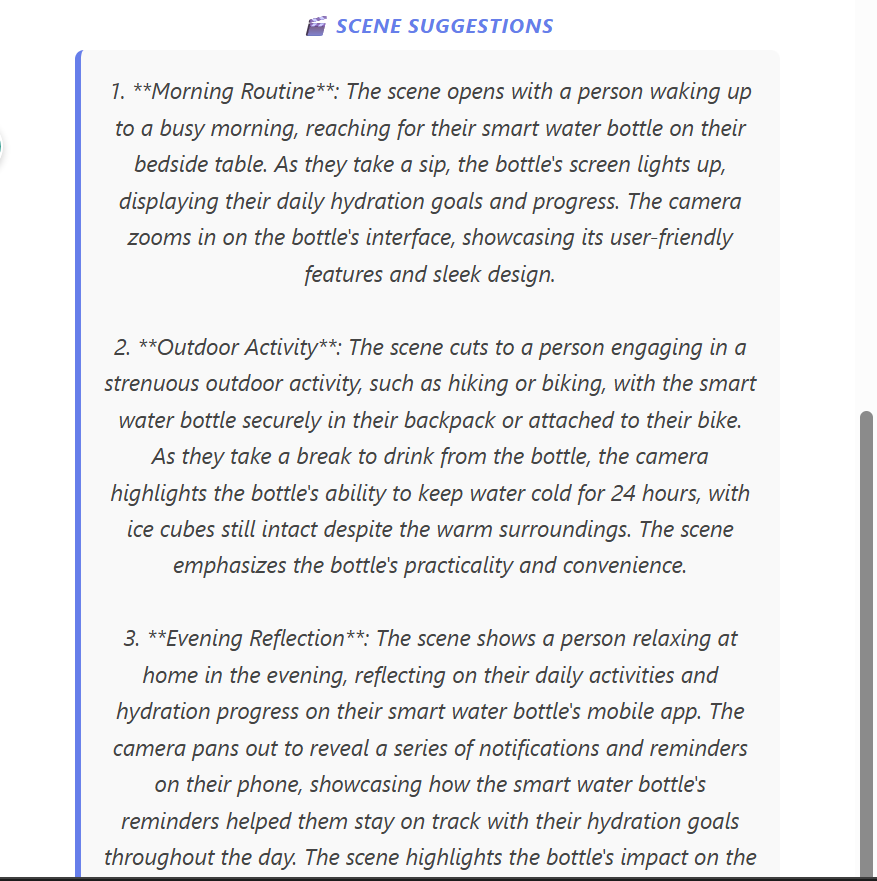 🎬 SCENE SUGGESTIONS
1. **Morning Routine**: The scene opens with a person waking up
to a busy morning, reaching for their smart water bottle on their
bedside table. As they take a sip, the bottle's screen lights up,
displaying their daily hydration goals and progress. The camera
zooms in on the bottle's interface, showcasing its user-friendly
features and sleek design.
2. **Outdoor Activity**: The scene cuts to a person engaging in a
strenuous outdoor activity, such as hiking or biking, with the smart
water bottle securely in their backpack or attached to their bike.
As they take a break to drink from the bottle, the camera
highlights the bottle's ability to keep water cold for 24 hours, with
ice cubes still intact despite the warm surroundings. The scene
emphasizes the bottle's practicality and convenience.
3. **Evening Reflection**: The scene shows a person relaxing at
home in the evening, reflecting on their daily activities and
hydration progress on their smart water bottle's mobile app. The
camera pans out to reveal a series of notifications and reminders
on their phone, showcasing how the smart water bottle's
reminders helped them stay on track with their hydration goals
throughout the day. The scene highlights the bottle's impact on the